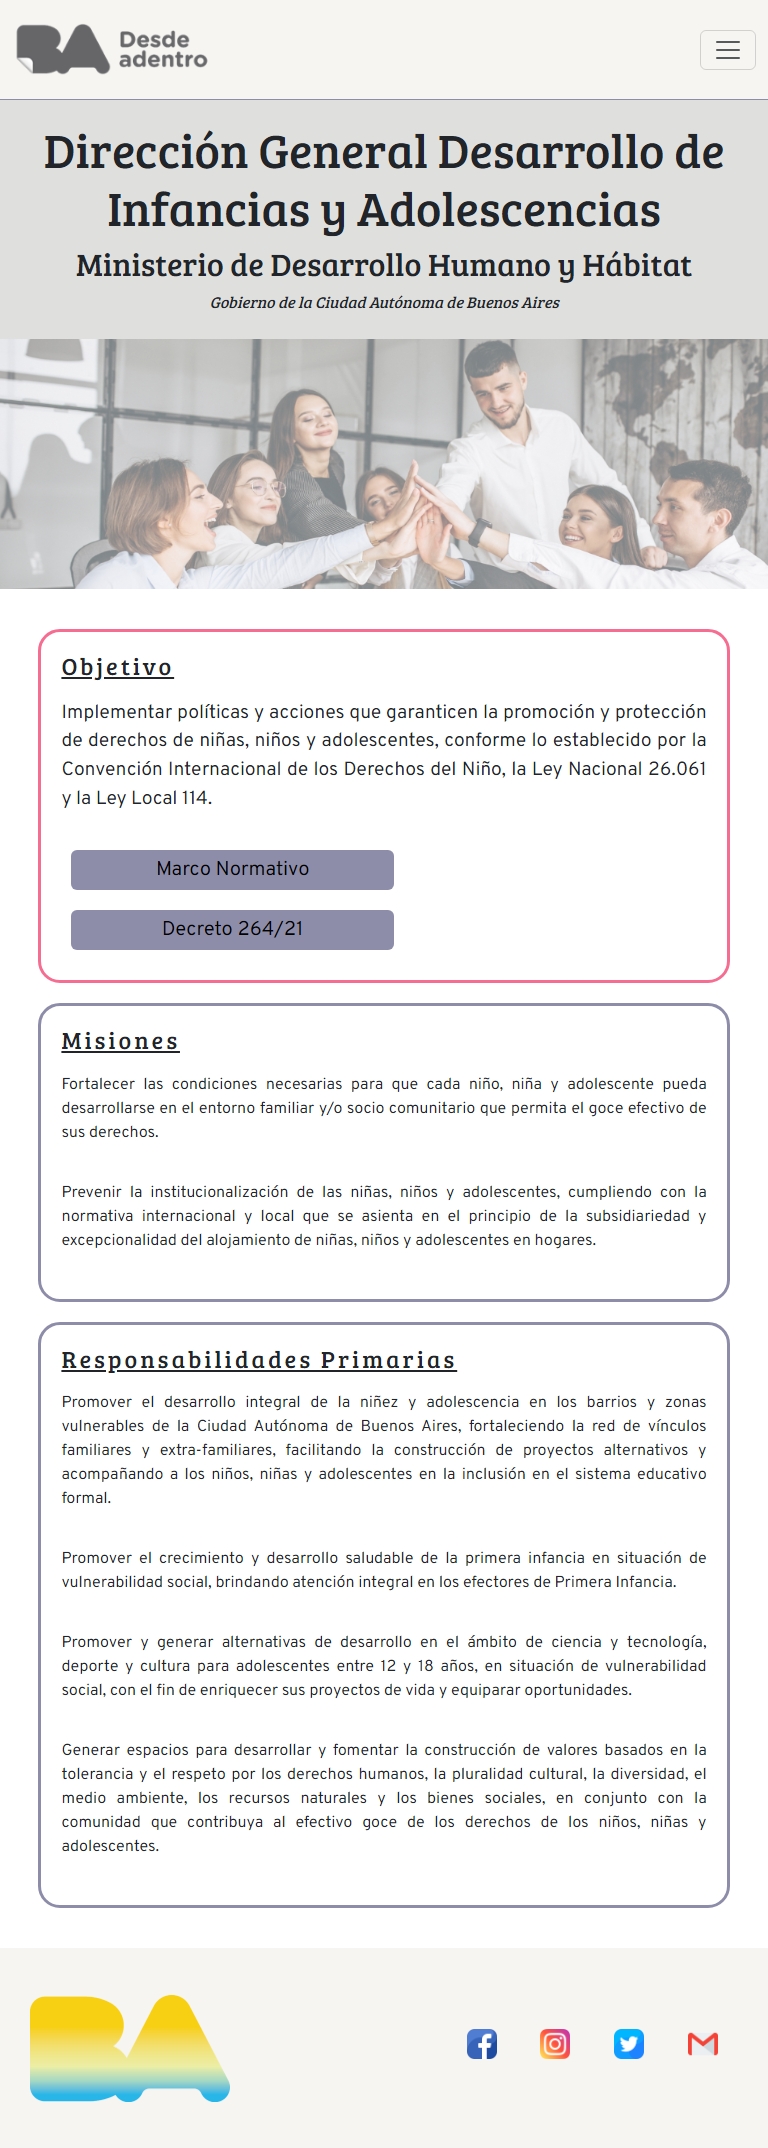 BA Desde
adentro
Dirección General Desarrollo de
Infancias y Adolescencias
Ministerio de Desarrollo Humano y Hábitat
Gobierno de la Ciudad Autónoma de Buenos Aires
Objetivo
Implementar políticas y acciones que garanticen la promoción y protección
de derechos de niñas, niños y adolescentes, conforme lo establecido por la
Convención Internacional de los Derechos del Niño, la Ley Nacional 26.061
y la Ley Local 114.
Marco Normativo
Decreto 264/21
Misiones
Fortalecer las condiciones necesarias para que cada niño, niña y adolescente pueda
desarrollarse en el entorno familiar y/o socio comunitario que permita el goce efectivo de
sus derechos.
Prevenir la institucionalización de las niñas, niños y adolescentes, cumpliendo con la
normativa internacional y local que se asienta en el principio de la subsidiariedad y
excepcionalidad del alojamiento de niñas, niños y adolescentes en hogares.
Responsabilidades Primarias
Promover el desarrollo integral de la niñez y adolescencia en los barrios y zonas
vulnerables de la Ciudad Autónoma de Buenos Aires, fortaleciendo la red de vínculos
familiares y extra-familiares, facilitando la construcción de proyectos alternativos y
acompañando a los niños, niñas y adolescentes en la inclusión en el sistema educativo
formal.
Promover el crecimiento y desarrollo saludable de la primera infancia en situación de
vulnerabilidad social, brindando atención integral en los efectores de Primera Infancia.
Promover y generar alternativas de desarrollo en el ámbito de ciencia y tecnología,
deporte y cultura para adolescentes entre 12 y 18 años, en situación de vulnerabilidad
social, con el fin de enriquecer sus proyectos de vida y equiparar oportunidades.
Generar espacios para desarrollar y fomentar la construcción de valores basados en la
tolerancia y el respeto por los derechos humanos, la pluralidad cultural, la diversidad, el
medio ambiente, los recursos naturales y los bienes sociales, en conjunto con la
comunidad que contribuya al efectivo goce de los derechos de los niños, niñas y
adolescentes.
BA